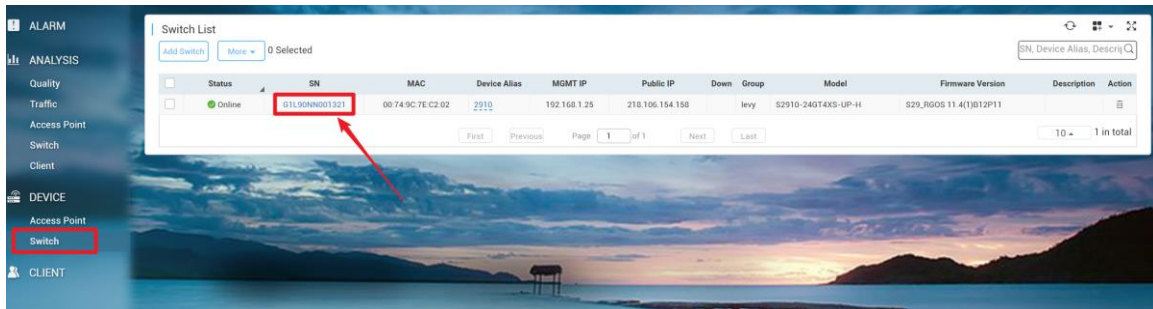 ALARM
ANALYSIS
Quality
Traffic
Access Point
Switch
Client
DEVICE
Access Point
Switch
CLIENT
Switch List
Add Switch More 0 Selected
SN, Device Alias, Descri
Status SN MAC Device Alias MGMT IP Public IP Down Group Model Firmware Version Description Action
Online G1L90NN001321 00:74:9C:7E:C2:02 2910 192.168.1.25 218.106.154.158 levy S2910-24GT4XS-UP-H S29_RGOS 11.4(1)B12P11
First Previous Page 1 of 1 Next Last 10 1 in total